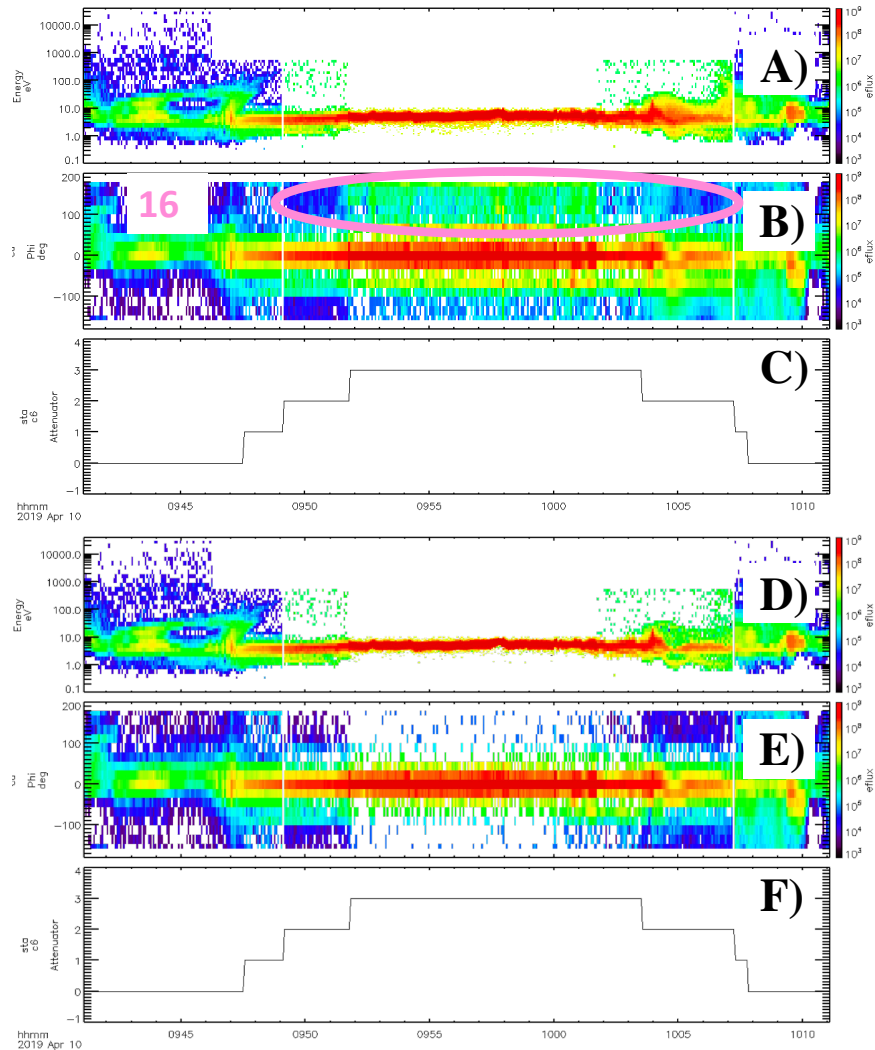 10000.0
1000.0
100.0
10.0
1.0
0.1
Energy
eV
A)
10⁹
10⁸
10⁷
10⁶
10⁵
10⁴
10³
eflux
200
100
0
-100
Phi
deg
16
B)
10⁹
10⁸
10⁷
10⁶
10⁵
10⁴
10³
eflux
4
3
2
1
0
-1
sta
c6
Attenuator
C)
hhmm
2019 Apr 10
0945
0950
0955
1000
1005
1010
10000.0
1000.0
100.0
10.0
1.0
0.1
Energy
eV
D)
10⁹
10⁸
10⁷
10⁶
10⁵
10⁴
10³
eflux
200
100
0
-100
Phi
deg
E)
10⁹
10⁸
10⁷
10⁶
10⁵
10⁴
10³
eflux
4
3
2
1
0
-1
sta
c6
Attenuator
F)
hhmm
2019 Apr 10
0945
0950
0955
1000
1005
1010